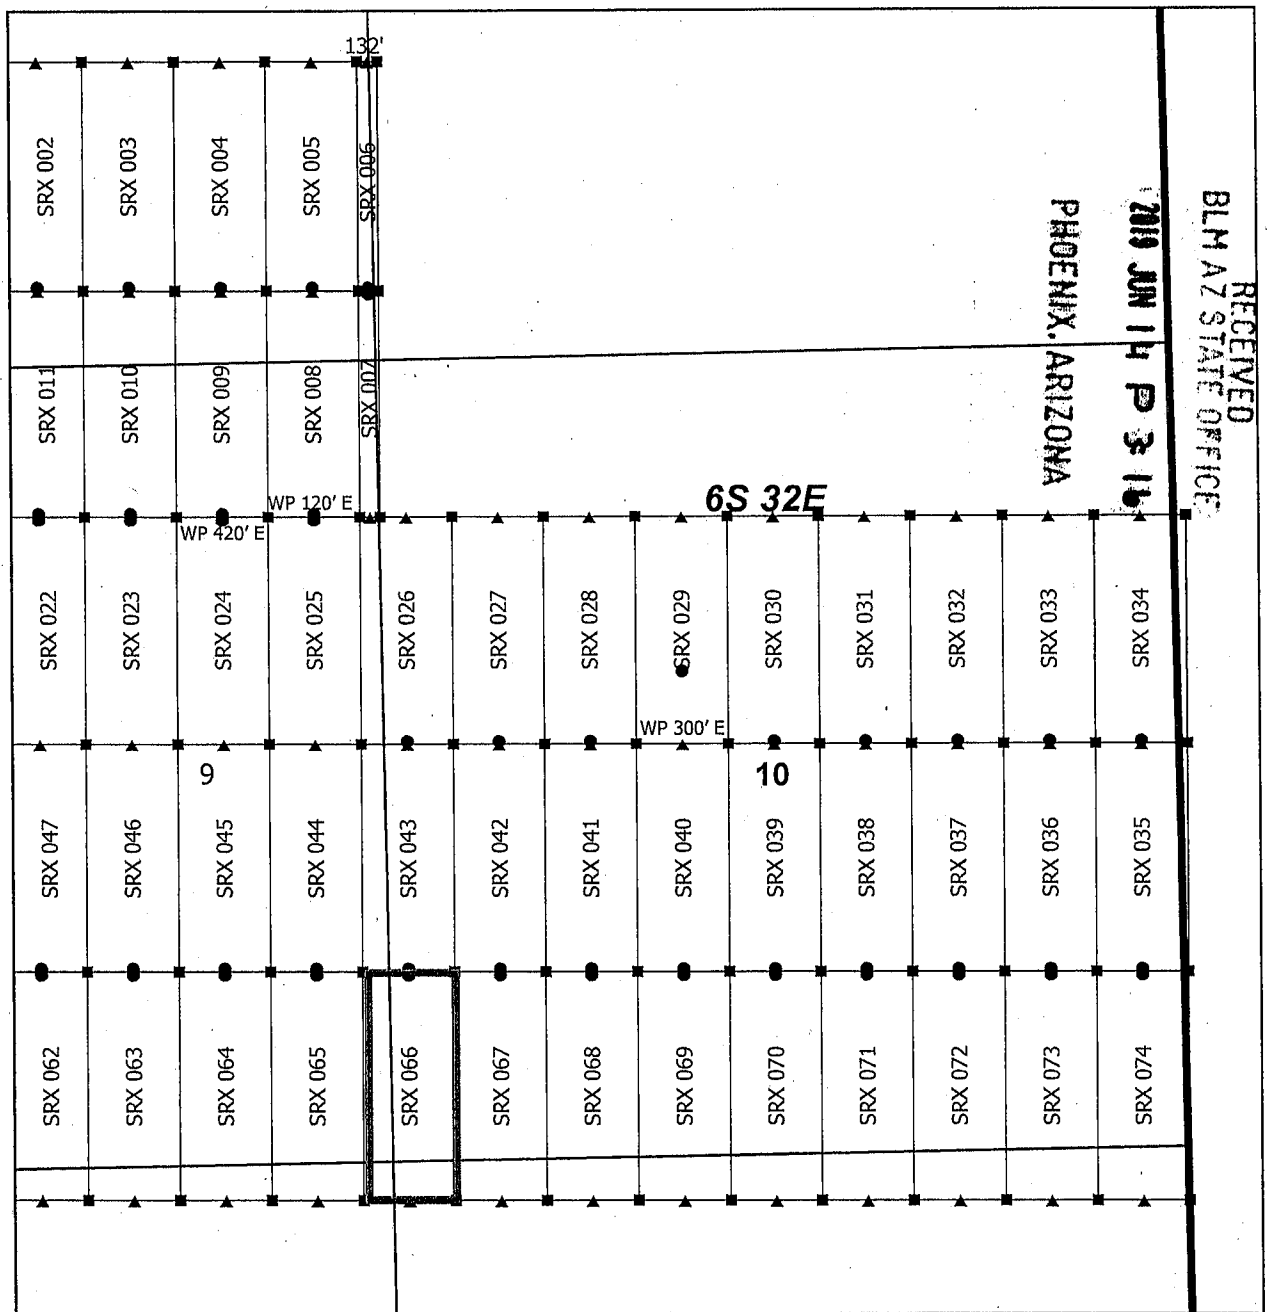 132'
SRX 002
SRX 003
SRX 004
SRX 005
SRX 006
RECEIVED
BLM AZ STATE OFFICE
2019 JUN 14 P 3:16
PHOENIX, ARIZONA
SRX 011
SRX 010
SRX 009
SRX 008
SRX 007
6S 32E
WP 120' E
WP 420' E
SRX 022
SRX 023
SRX 024
SRX 025
SRX 026
SRX 027
SRX 028
SRX 029
SRX 030
SRX 031
SRX 032
SRX 033
SRX 034
WP 300' E
9
10
SRX 047
SRX 046
SRX 045
SRX 044
SRX 043
SRX 042
SRX 041
SRX 040
SRX 039
SRX 038
SRX 037
SRX 036
SRX 035
SRX 062
SRX 063
SRX 064
SRX 065
SRX 066
SRX 067
SRX 068
SRX 069
SRX 070
SRX 071
SRX 072
SRX 073
SRX 074